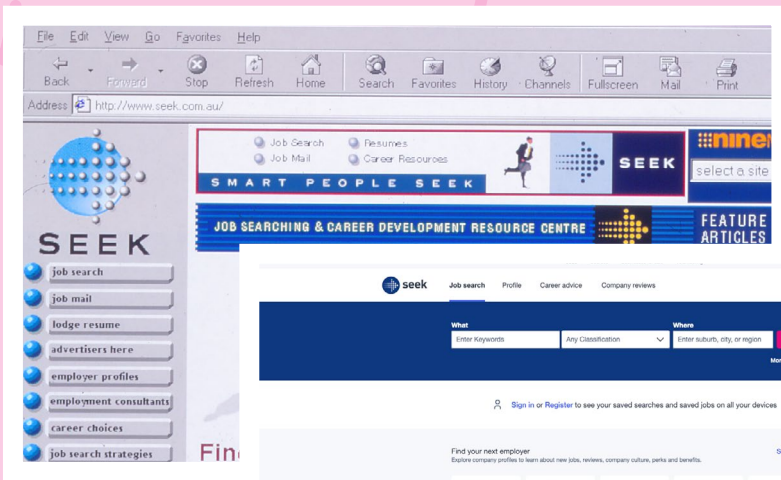 File Edit View Go Favorites Help
Back Forward Stop Refresh Home Search Favorites History Channels Fullscreen Mail Print
Address http://www.seek.com.au/
Job Search Resumes
Job Mail Career Resources
SMART PEOPLE SEEK
SEEK
select a site
JOB SEARCHING & CAREER DEVELOPMENT RESOURCE CENTRE
FEATURE
ARTICLES
SEEK
job search
job mail
lodge resume
advertisers here
employer profiles
employment consultants
career choices
job search strategies
seek Job search Profile Career advice Company reviews
What Where
Enter Keywords Any Classification Enter suburb, city, or region
Sign in or Register to see your saved searches and saved jobs on all your devices
Find your next employer
Explore company profiles to learn about new jobs, reviews, company culture, perks and benefits.